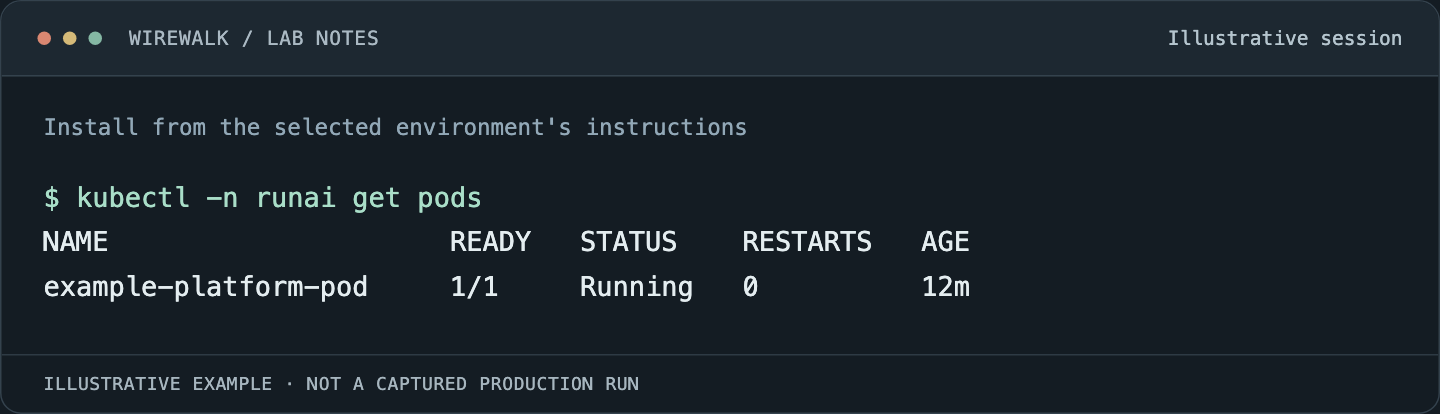 WIREWALK / LAB NOTES
Illustrative session
Install from the selected environment's instructions
$ kubectl -n runai get pods
NAME READY STATUS RESTARTS AGE
example-platform-pod 1/1 Running 0 12m
ILLUSTRATIVE EXAMPLE · NOT A CAPTURED PRODUCTION RUN